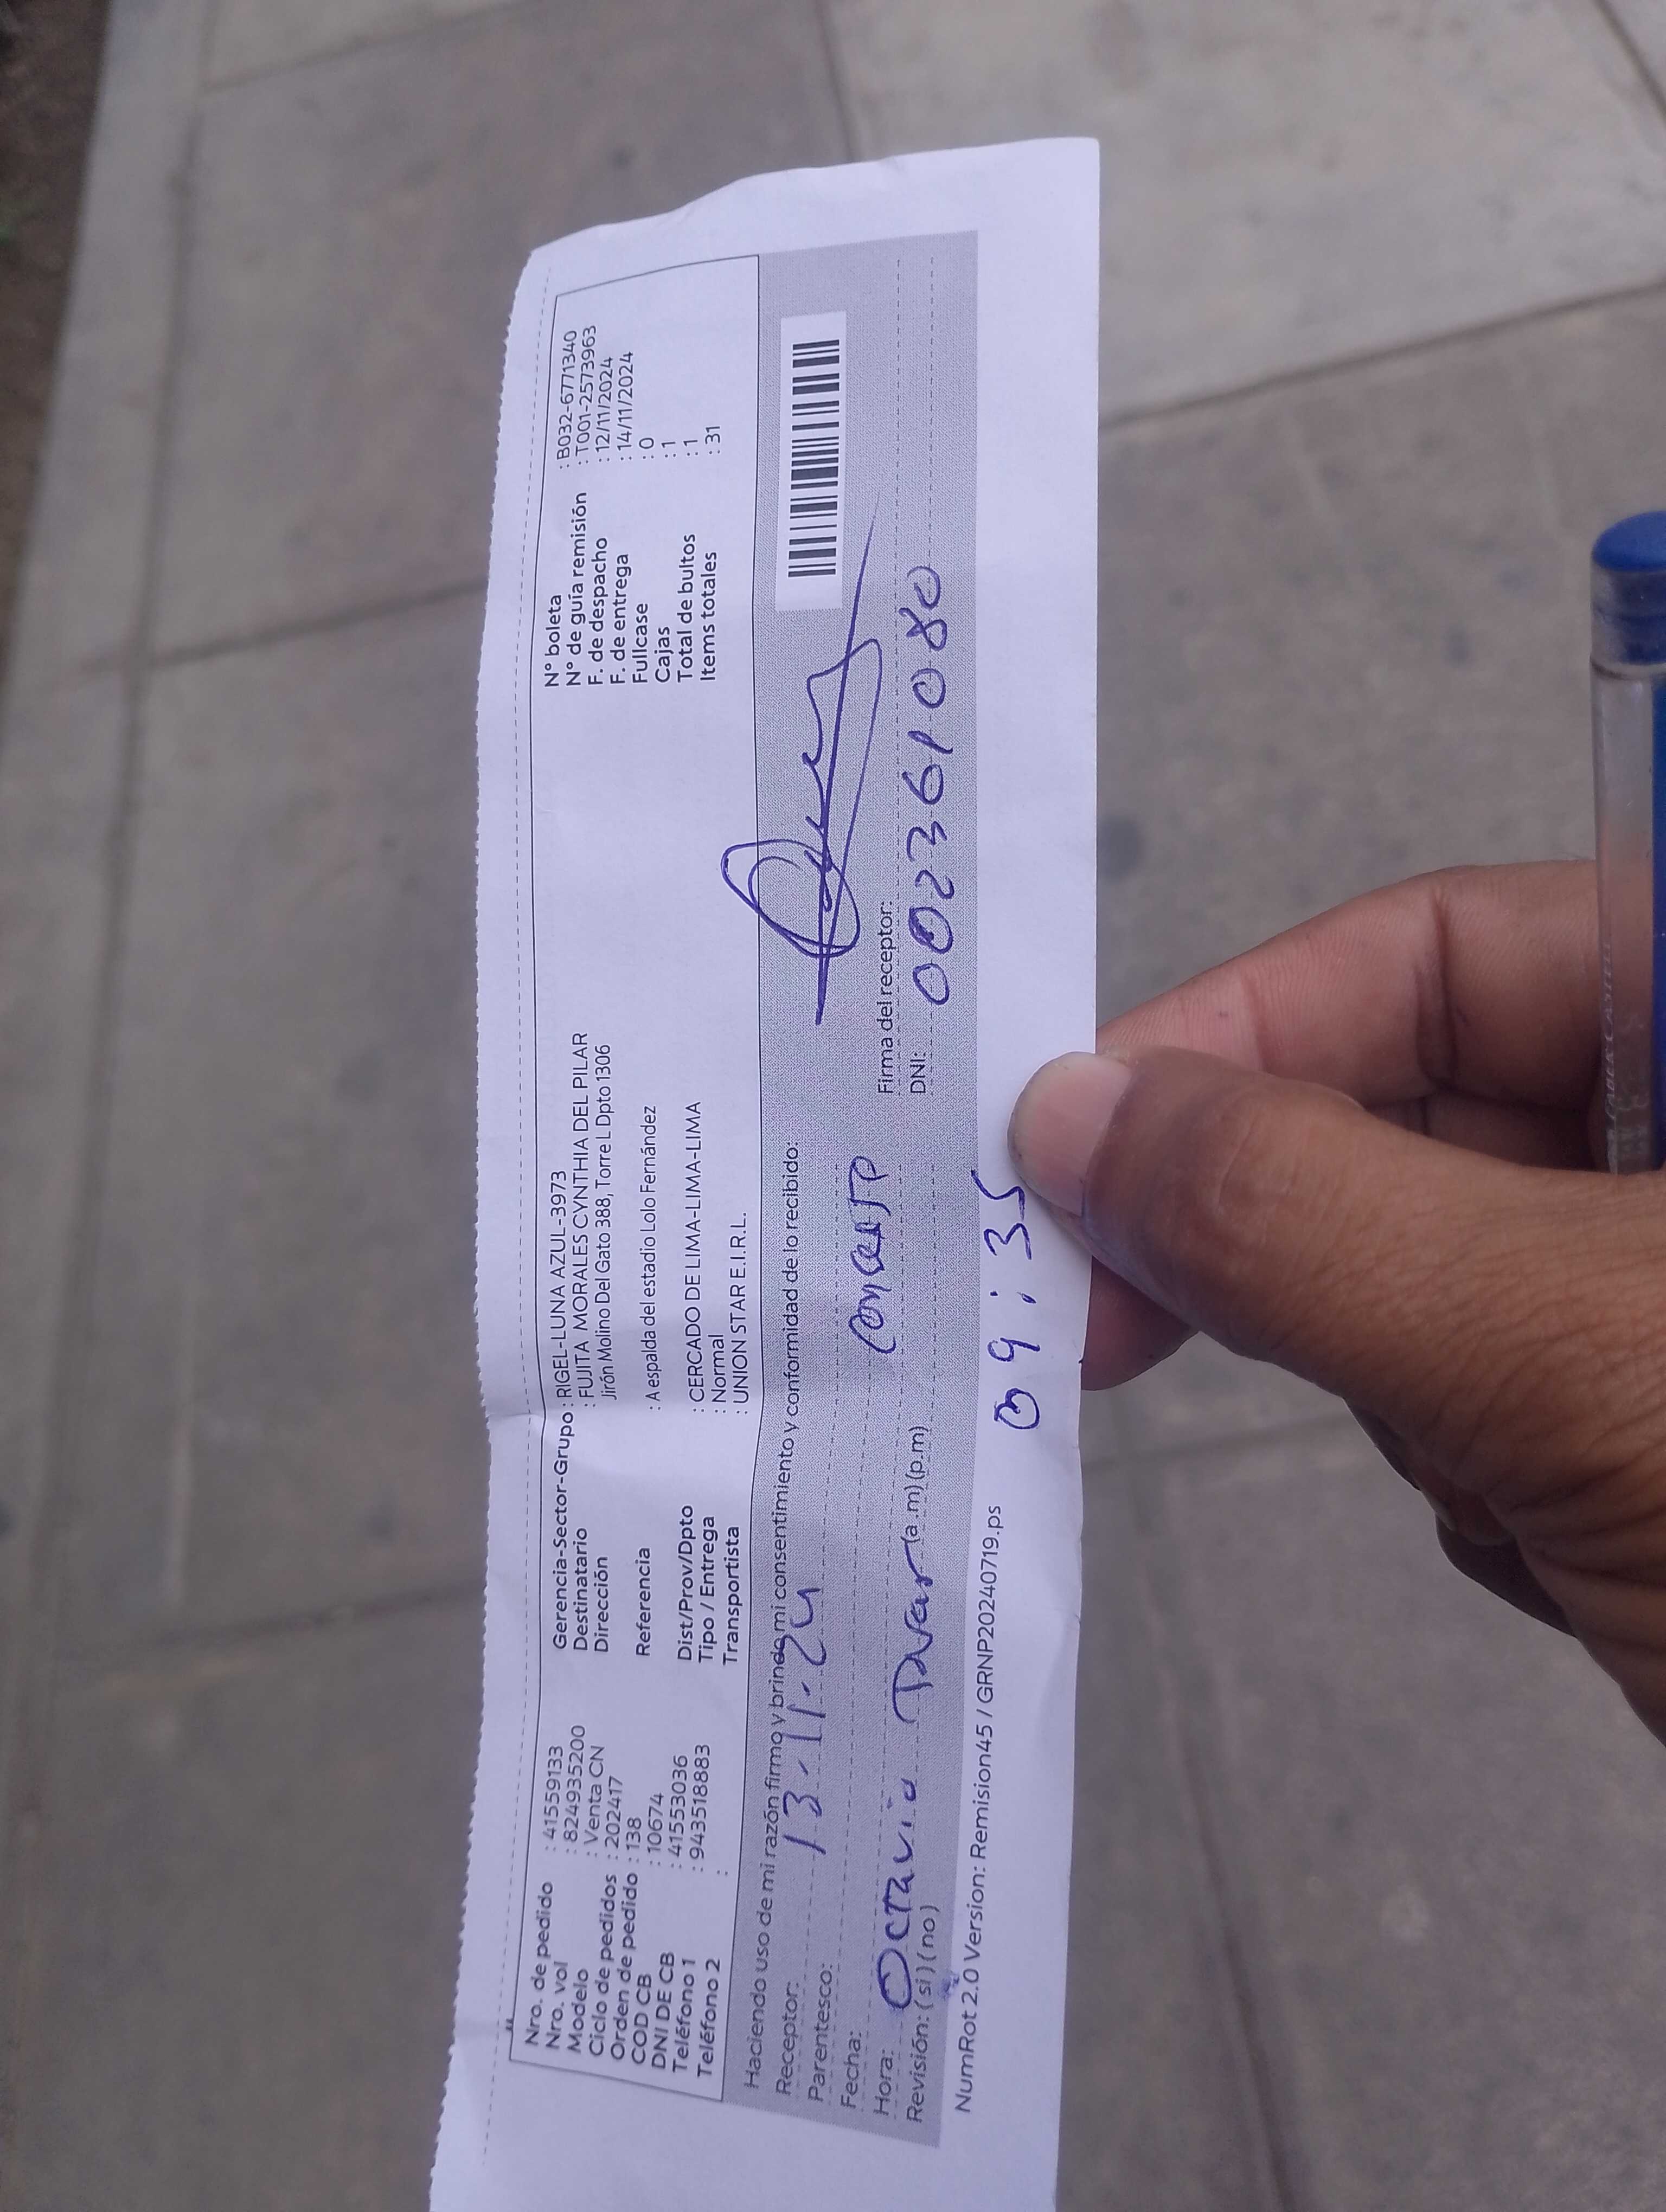 Nro. de pedido : 41559133
Nro. vol : 824935200
Modelo : Venta CN
Ciclo de pedidos : 202417
Orden de pedido : 138
COD CB : 10674
DNI DE CB : 41553036
Teléfono 1 : 943518883
Teléfono 2 :
Gerencia-Sector-Grupo : RIGEL-LUNA AZUL-3973
Destinatario : FUJITA MORALES CYNTHIA DEL PILAR
Dirección : Jirón Molino Del Gato 388, Torre L Dpto 1306
Referencia : A espalda del estadio Lolo Fernández
Dist/Prov/Dpto : CERCADO DE LIMA-LIMA-LIMA
Tipo / Entrega : Normal
Transportista : UNION STAR E.I.R.L.
N° boleta : B032-6771340
N° de guía remisión : T001-2573963
F. de despacho : 12/11/2024
F. de entrega : 14/11/2024
Fullcase : 0
Cajas : 1
Total de bultos : 1
Items totales : 31
Haciendo uso de mi razón firmo y brindo mi consentimiento y conformidad de lo recibido:
Receptor:
13-11-24
Parentesco:
Fecha:
Hora: Octavio
(a.m)(p.m)
Revisión: (si) (no)
Firma del receptor:
DNI: 002361080
09:35
NumRot 2.0 Version: Remision45 / GRNP20240719.ps